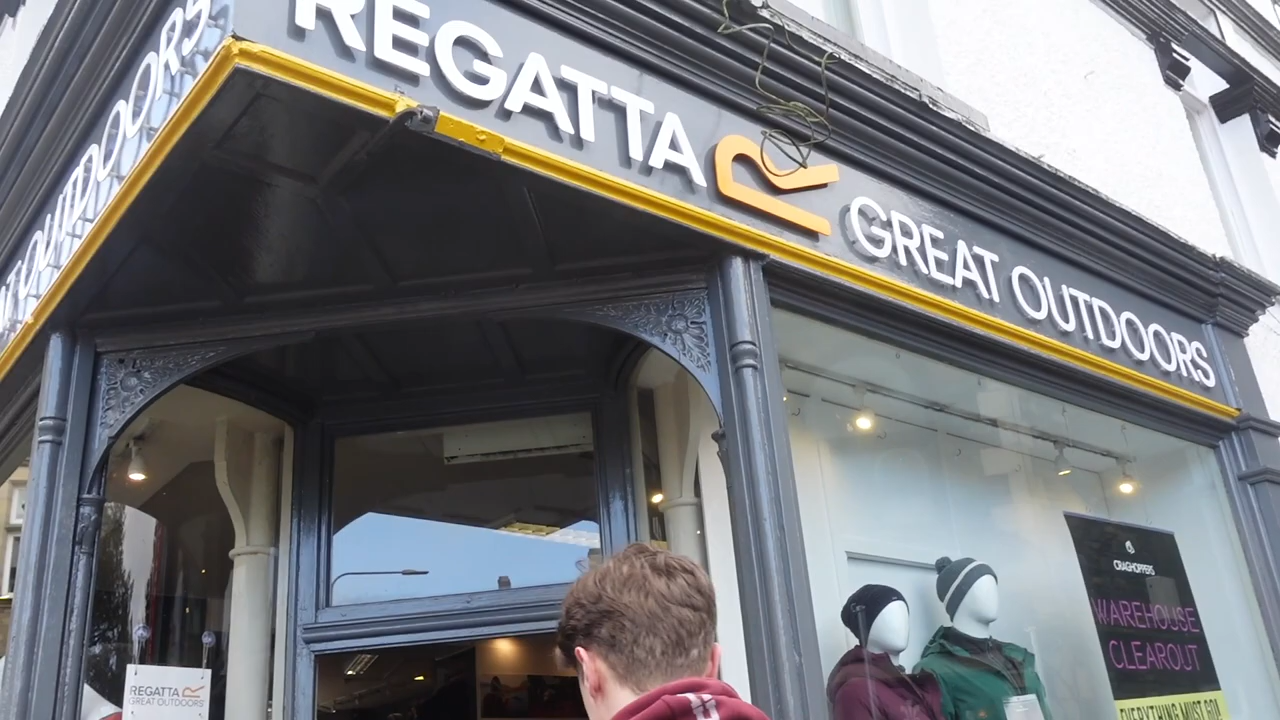 REGATTA GREAT OUTDOORS
OUTDOORS
CRAGHOPPERS
WAREHOUSE
CLEAROUT
EVERYTHING MUST GO!
REGATTA
GREAT OUTDOORS